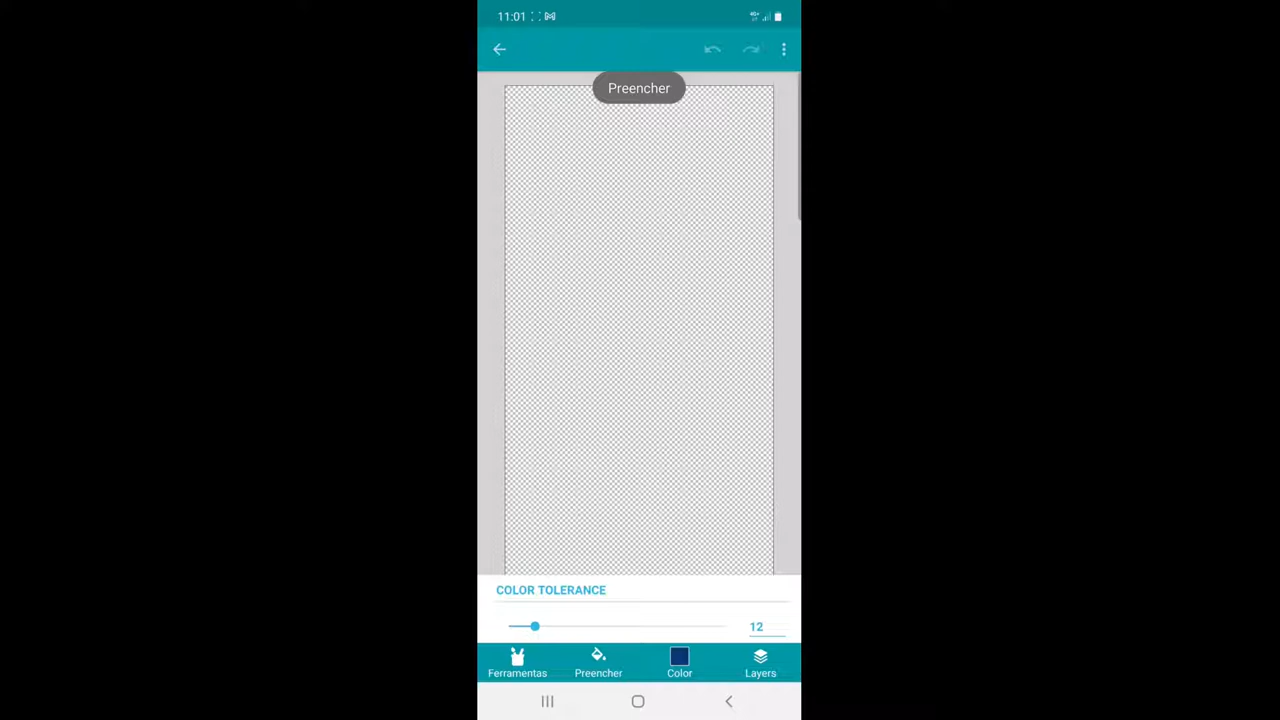 11:01
Preencher
COLOR TOLERANCE
12
Ferramentas Preencher Color Layers